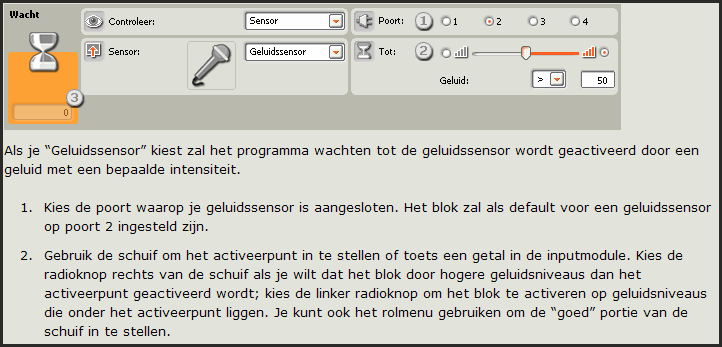 Wacht
Controleer: Sensor
Poort: 1 1 2 3 4
Sensor: Geluidssensor
Tot: 2
Geluid: > 50
3
0
Als je “Geluidssensor” kiest zal het programma wachten tot de geluidssensor wordt geactiveerd door een
geluid met een bepaalde intensiteit.
1. Kies de poort waarop je geluidssensor is aangesloten. Het blok zal als default voor een geluidssensor
op poort 2 ingesteld zijn.
2. Gebruik de schuif om het activeerpunt in te stellen of toets een getal in de inputmodule. Kies de
radioknop rechts van de schuif als je wilt dat het blok door hogere geluidsniveaus dan het
activeerpunt geactiveerd wordt; kies de linker radioknop om het blok te activeren op geluidsniveaus
die onder het activeerpunt liggen. Je kunt ook het rolmenu gebruiken om de “goed” portie van de
schuif in te stellen.